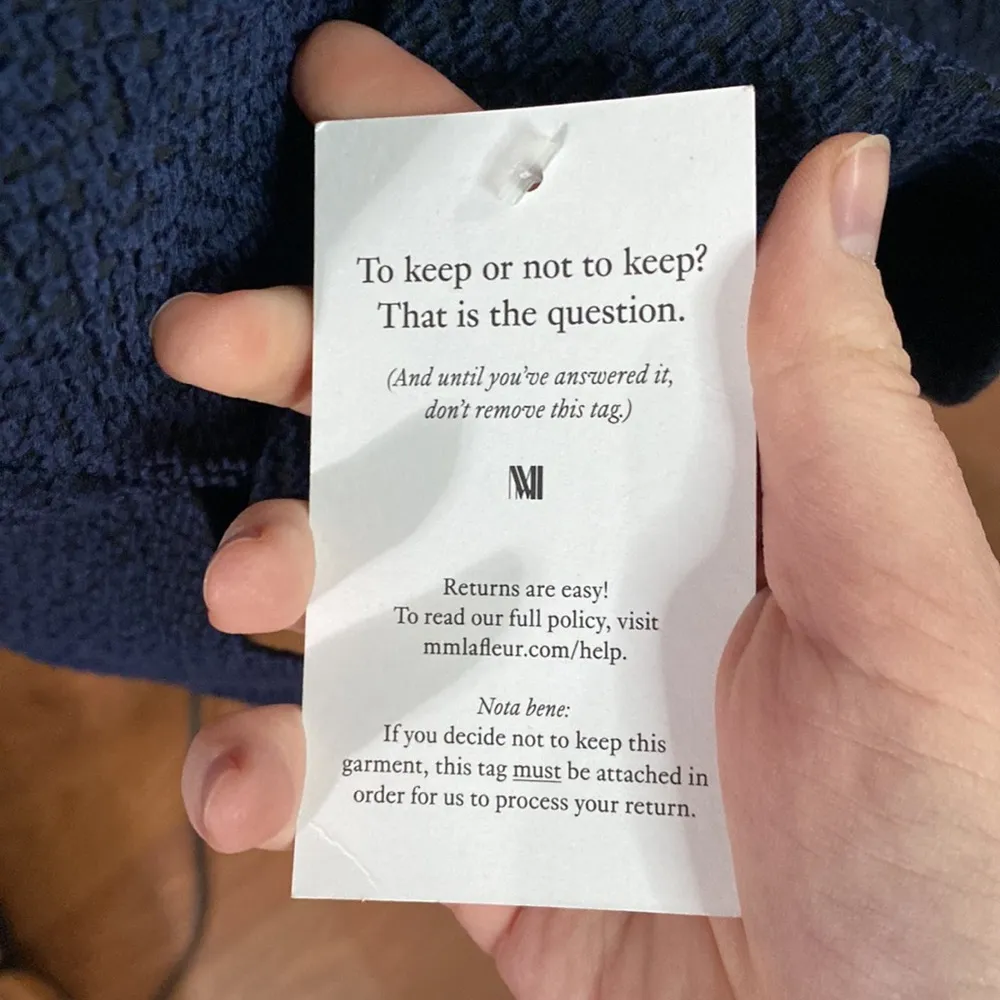 To keep or not to keep?
That is the question.
(And until you've answered it,
don't remove this tag.)
MM
Returns are easy!
To read our full policy, visit
mmlafleur.com/help.
Nota bene:
If you decide not to keep this
garment, this tag must be attached in
order for us to process your return.